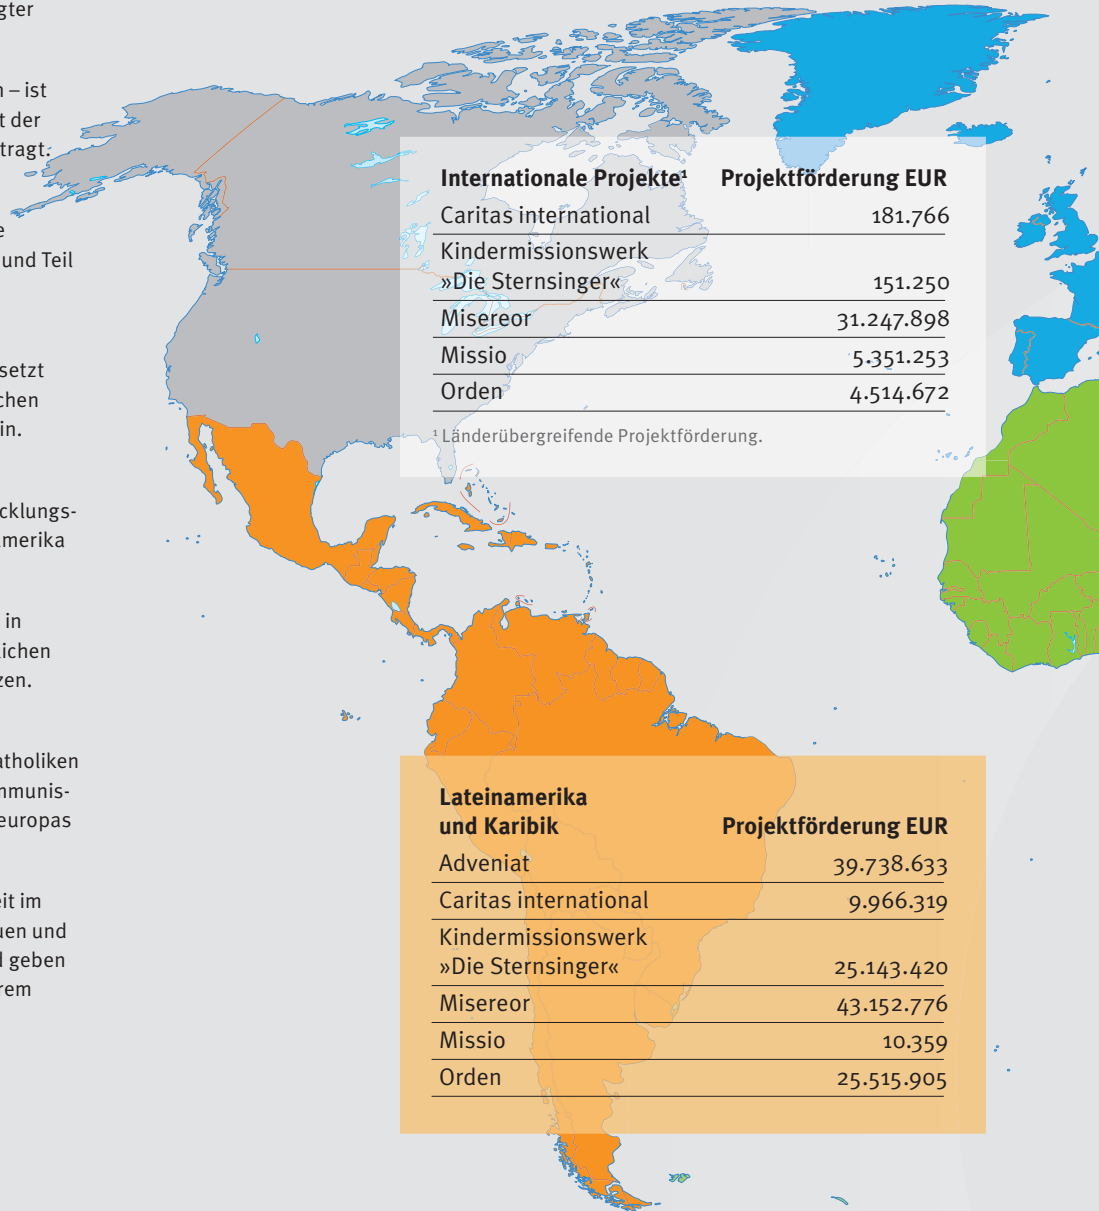 gter
n – ist
t der
tragt.
e
und Teil
setzt
chen
in.
cklungs-
merika
in
lichen
zen.
atholiken
mmunis-
europas
eit im
uen und
d geben
rem
Internationale Projekte¹ Projektförderung EUR
Caritas international 181.766
Kindermissionswerk
»Die Sternsinger« 151.250
Misereor 31.247.898
Missio 5.351.253
Orden 4.514.672
¹ Länderübergreifende Projektförderung.
Lateinamerika
und Karibik Projektförderung EUR
Adveniat 39.738.633
Caritas international 9.966.319
Kindermissionswerk
»Die Sternsinger« 25.143.420
Misereor 43.152.776
Missio 10.359
Orden 25.515.905